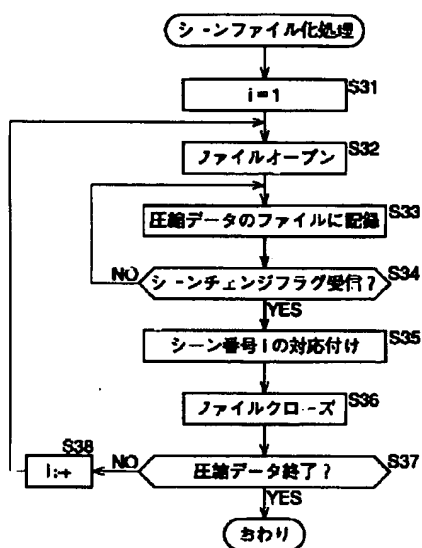 シーンファイル化処理
i=1
S31
ファイルオープン
S32
圧縮データのファイルに記録
S33
シーンチェンジフラグ受信?
S34
NO
YES
シーン番号iの対応付け
S35
ファイルクローズ
S36
圧縮データ終了?
S37
NO
S38
i:+
YES
おわり